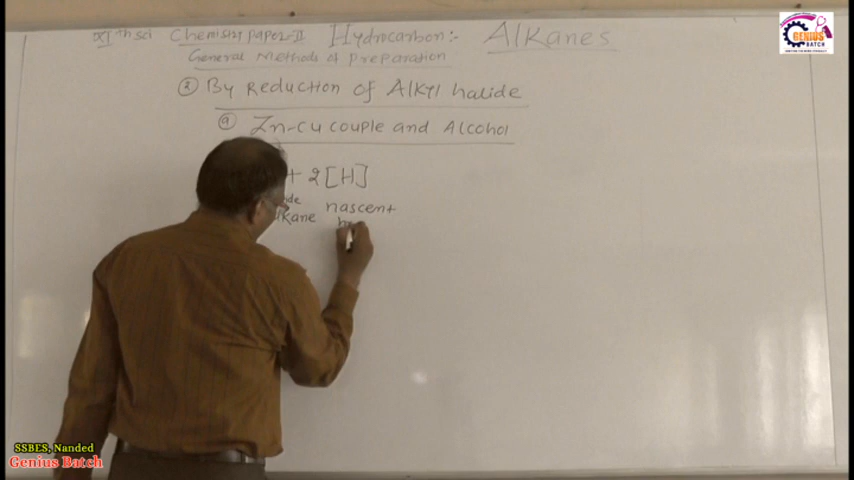 XI th sci Chemistry paper-II Hydrocarbon:- Alkanes
General Methods of preparation
② By Reduction of Alkyl halide
ⓐ Zn-Cu couple and Alcohol
+ 2[H]
ide nascent
lkane
GENIUS
BATCH
SSBES, Nanded
Genius Batch